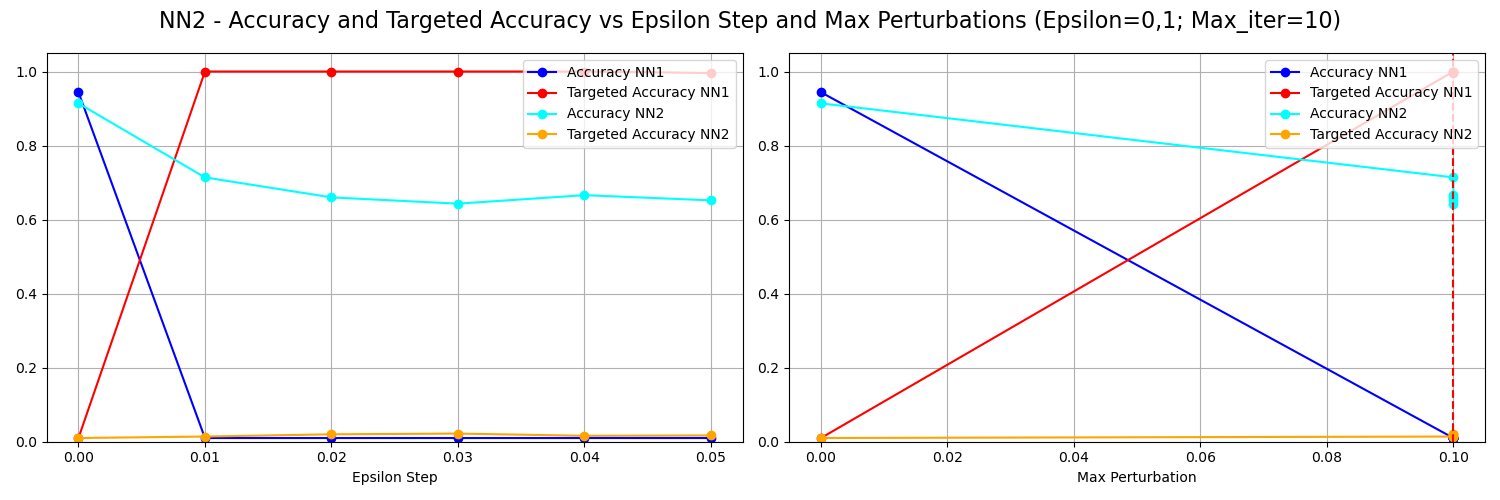 NN2 - Accuracy and Targeted Accuracy vs Epsilon Step and Max Perturbations (Epsilon=0,1; Max_iter=10)
1.0
0.8
0.6
0.4
0.2
0.0
Accuracy NN1
Targeted Accuracy NN1
Accuracy NN2
Targeted Accuracy NN2
0.00 0.01 0.02 0.03 0.04 0.05
Epsilon Step
1.0
0.8
0.6
0.4
0.2
0.0
Accuracy NN1
Targeted Accuracy NN1
Accuracy NN2
Targeted Accuracy NN2
0.00 0.02 0.04 0.06 0.08 0.10
Max Perturbation